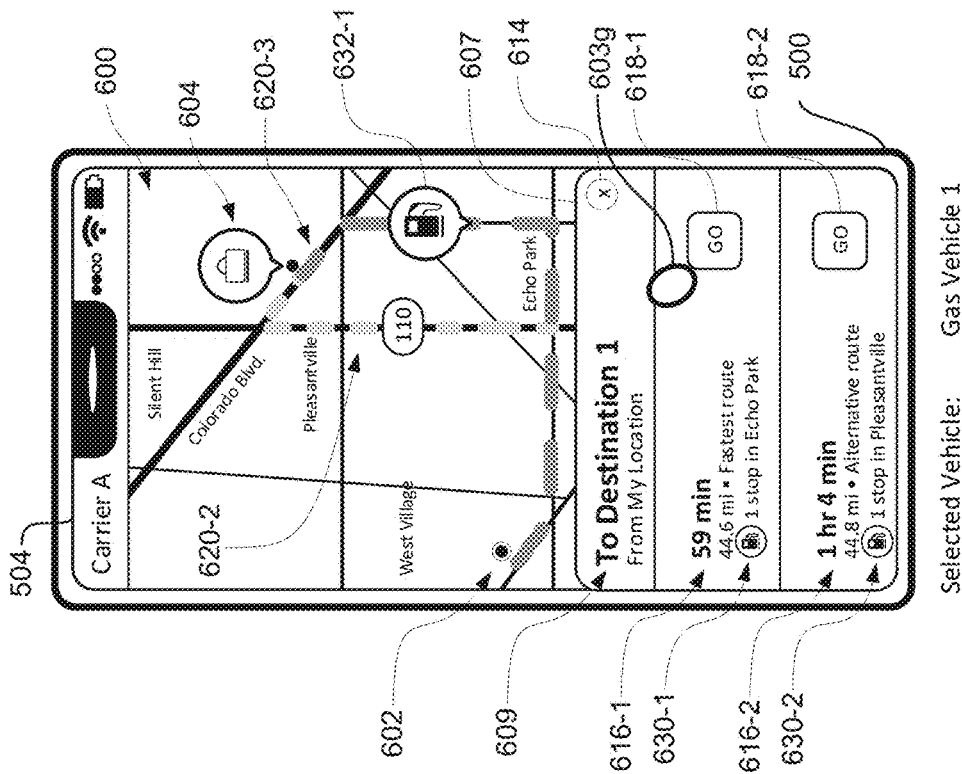 504
Carrier A
600
604
620-3
632-1
607
614
603g
618-1
618-2
500
620-2
602
609
616-1
630-1
616-2
630-2
Silent Hill
Colorado Blvd.
Pleasantville
110
West Village
Echo Park
To Destination 1
From My Location
X
59 min
44.6 mi • Fastest route
1 stop in Echo Park
GO
1 hr 4 min
44.8 mi • Alternative route
1 stop in Pleasantville
GO
Selected Vehicle: Gas Vehicle 1